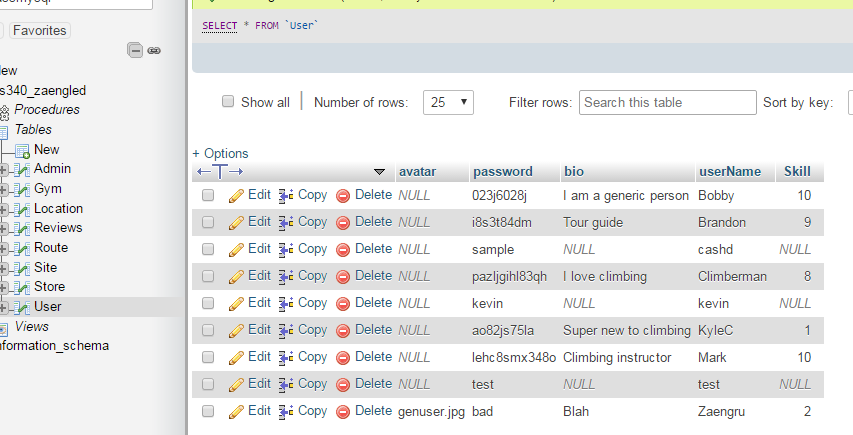 Favorites
s340_zaengled
Procedures
Tables
New
Admin
Gym
Location
Reviews
Route
Site
Store
User
Views
nformation_schema
SELECT * FROM `User`
Show all | Number of rows: 25 Filter rows: Search this table Sort by key:
+ Options
avatar password bio userName Skill
Edit Copy Delete NULL 023j6028j I am a generic person Bobby 10
Edit Copy Delete NULL i8s3t84dm Tour guide Brandon 9
Edit Copy Delete NULL sample NULL cashd NULL
Edit Copy Delete NULL pazljgihl83qh I love climbing Climberman 8
Edit Copy Delete NULL kevin NULL kevin NULL
Edit Copy Delete NULL ao82js75la Super new to climbing KyleC 1
Edit Copy Delete NULL lehc8smx348o Climbing instructor Mark 10
Edit Copy Delete NULL test NULL test NULL
Edit Copy Delete genuser.jpg bad Blah Zaengru 2